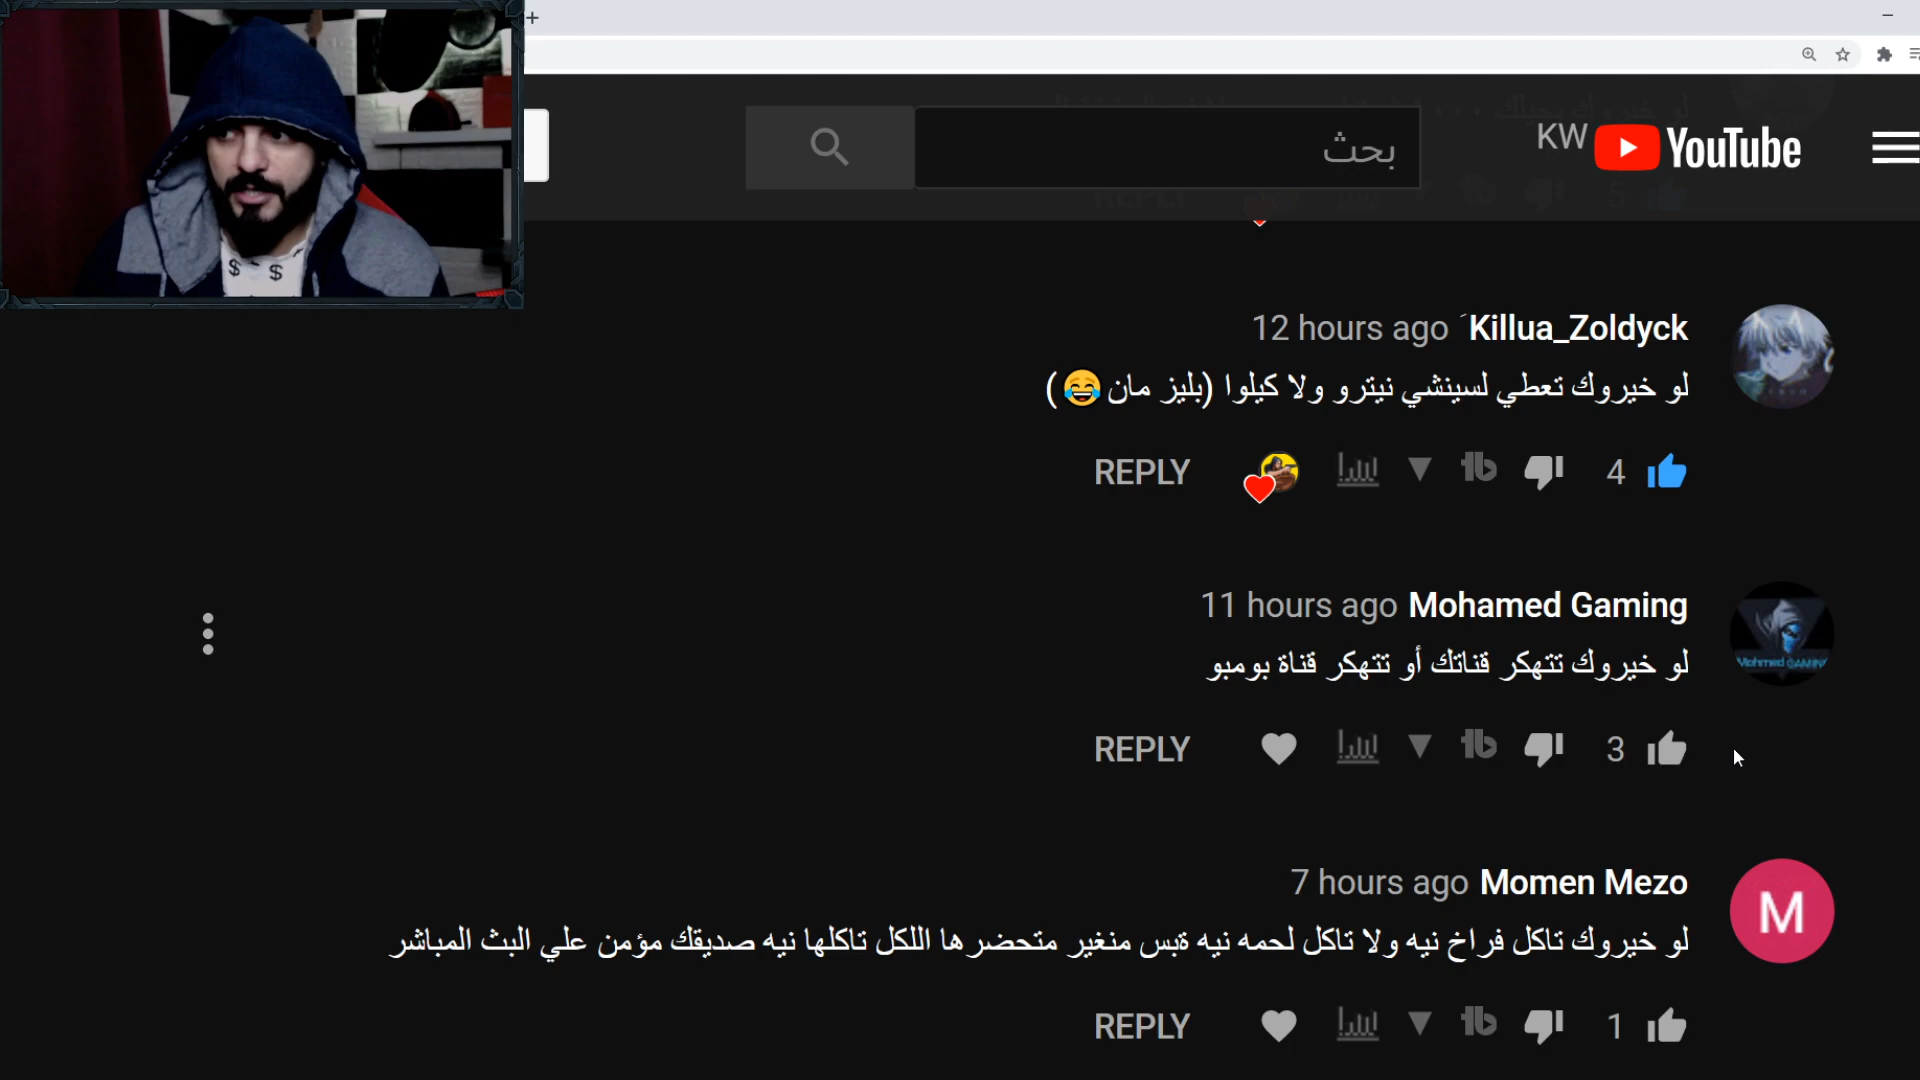 بحث
KW YouTube
12 hours ago Killua_Zoldyck
لو خيروك تعطي لسينشي نيترو ولا كيلوا (بليز مان😂)
REPLY 4
11 hours ago Mohamed Gaming
لو خيروك تتهكر قناتك أو تتهكر قناة بومبو
REPLY 3
7 hours ago Momen Mezo
M
لو خيروك تاكل فراخ نيه ولا تاكل لحمه نيه ةبس منغير متحضرها اللكل تاكلها نيه صديقك مؤمن علي البث المباشر
REPLY 1
Mohmed GAMING
$ $